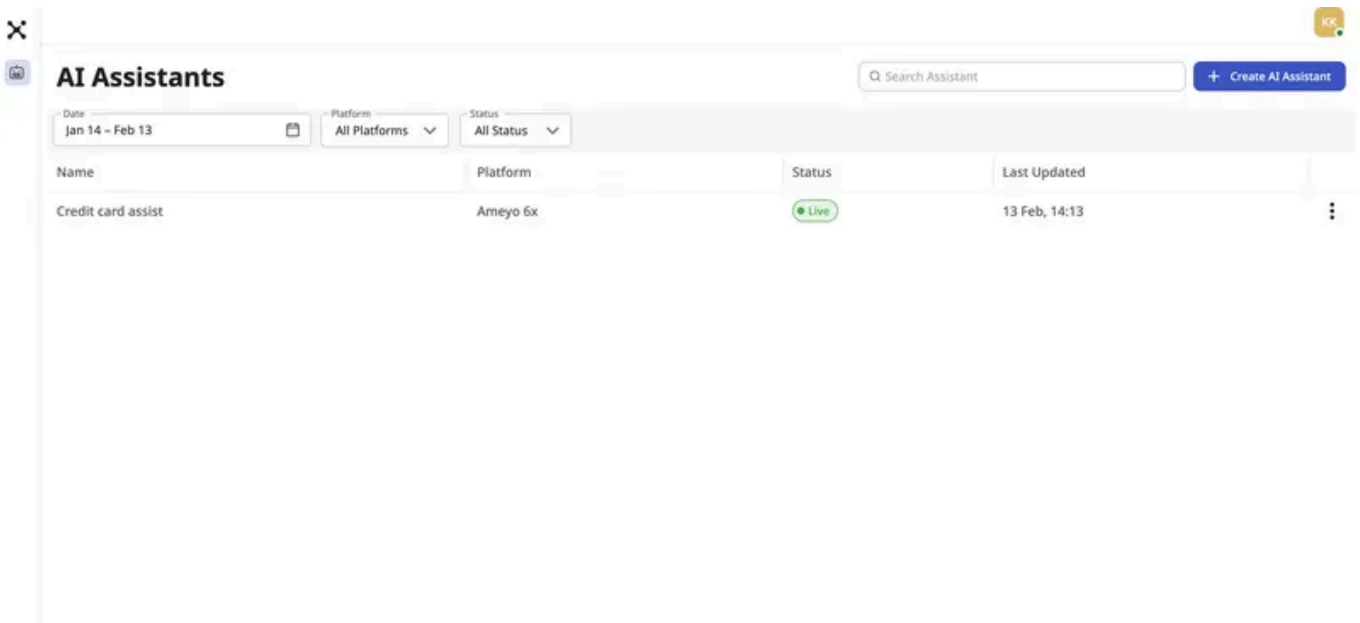 KK
AI Assistants
Search Assistant
+ Create AI Assistant
Date
Jan 14 – Feb 13
Platform
All Platforms
Status
All Status
Name Platform Status Last Updated
Credit card assist Ameyo 6x Live 13 Feb, 14:13